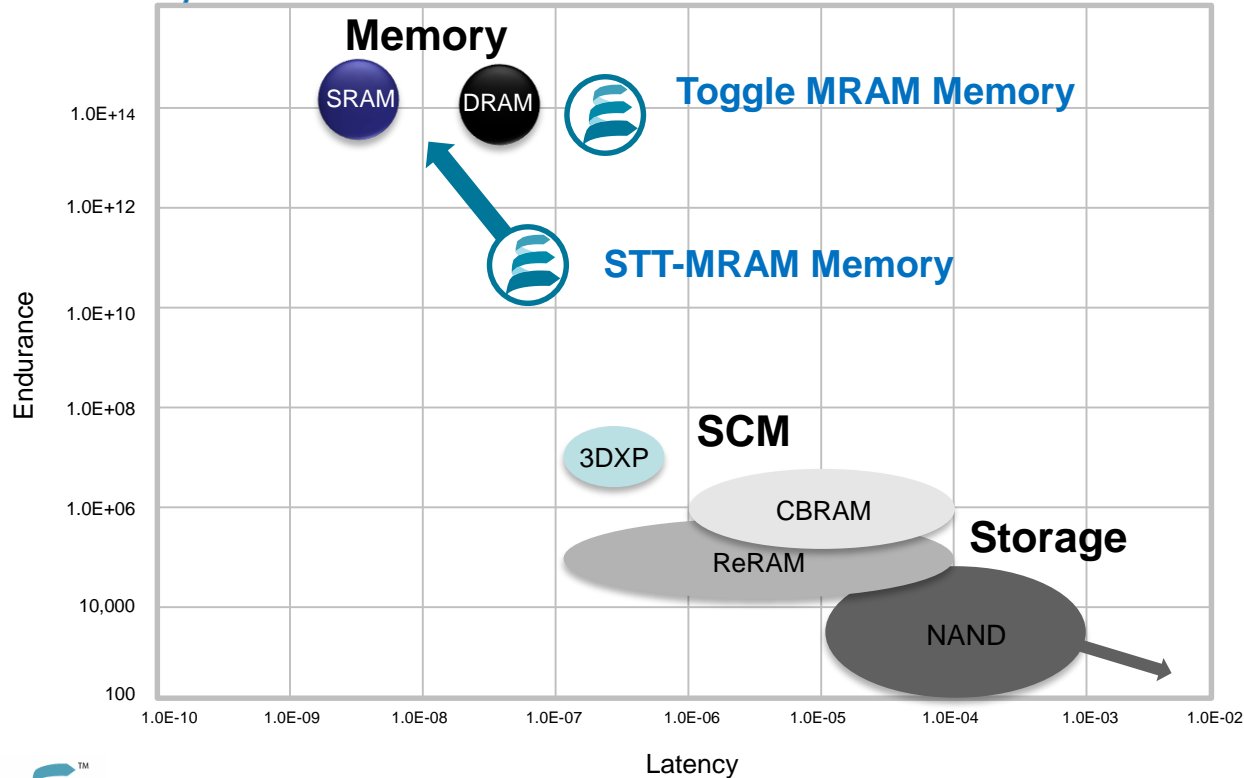 Memory
SRAM
DRAM
Toggle MRAM Memory
STT-MRAM Memory
SCM
3DXP
CBRAM
ReRAM
Storage
NAND
Endurance
1.0E+14
1.0E+12
1.0E+10
1.0E+08
1.0E+06
10,000
100
1.0E-10 1.0E-09 1.0E-08 1.0E-07 1.0E-06 1.0E-05 1.0E-04 1.0E-03 1.0E-02
Latency
TM